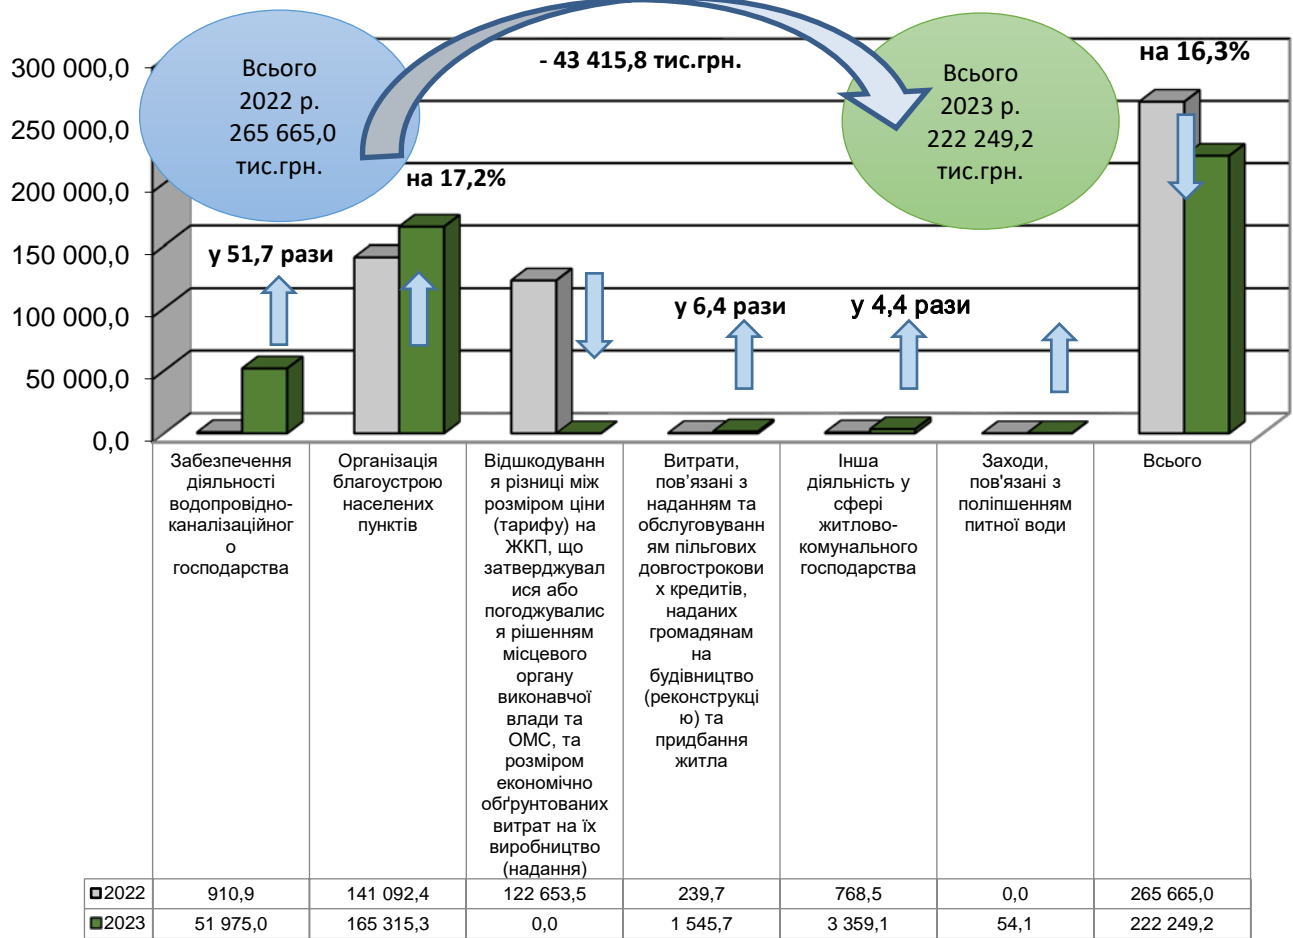 Всього
2022 р.
265 665,0
тис.грн.
- 43 415,8 тис.грн.
Всього
2023 р.
222 249,2
тис.грн.
на 16,3%
300 000,0
250 000,0
200 000,0
150 000,0
100 000,0
50 000,0
0,0
у 51,7 рази
на 17,2%
у 6,4 рази
у 4,4 рази
Забезпечення
діяльності
водопровідно-
каналізаційног
о
господарства
Організація
благоустрою
населених
пунктів
Відшкодуванн
я різниці між
розміром ціни
(тарифу) на
ЖКП, що
затверджувал
ися або
погоджувалис
я рішенням
місцевого
органу
виконавчої
влади та
ОМС, та
розміром
економічно
обґрунтованих
витрат на їх
виробництво
(надання)
Витрати,
пов’язані з
наданням та
обслуговуванн
ям пільгових
довгострокови
х кредитів,
наданих
громадянам
на
будівництво
(реконструкці
ю) та
придбання
житла
Інша
діяльність у
сфері
житлово-
комунального
господарства
Заходи,
пов'язані з
поліпшенням
питної води
Всього
2022 910,9 141 092,4 122 653,5 239,7 768,5 0,0 265 665,0
2023 51 975,0 165 315,3 0,0 1 545,7 3 359,1 54,1 222 249,2